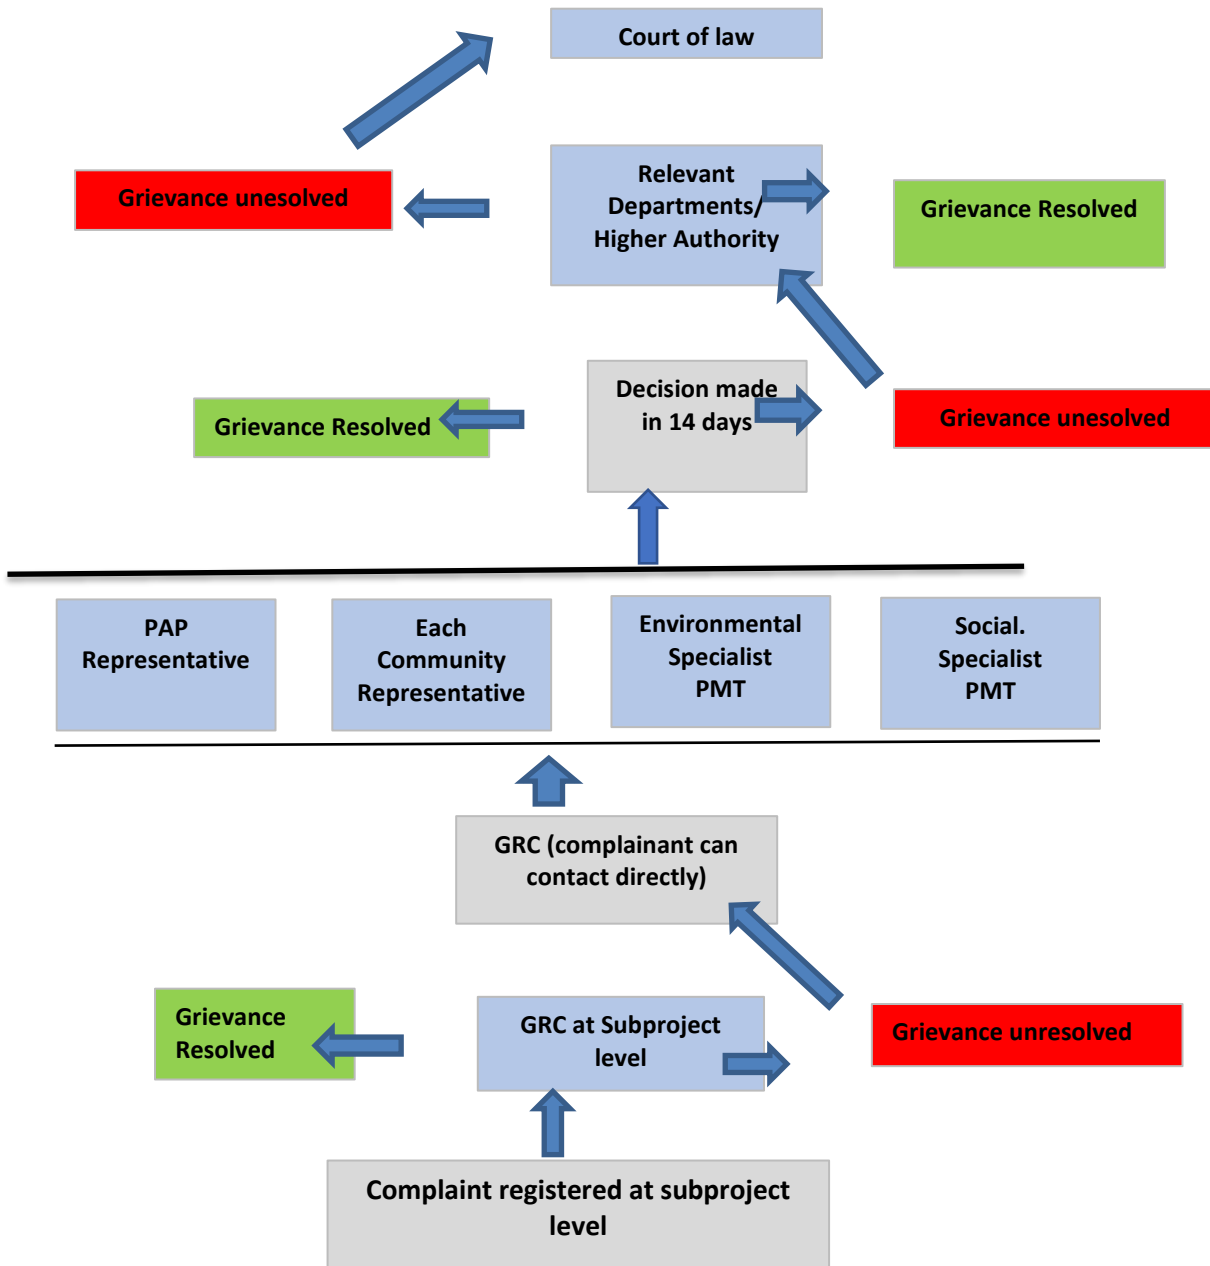 Court of law
Relevant
Departments/
Higher Authority
Grievance unesolved
Grievance Resolved
Decision made
in 14 days
Grievance Resolved
Grievance unesolved
PAP
Representative
Each
Community
Representative
Environmental
Specialist
PMT
Social.
Specialist
PMT
GRC (complainant can
contact directly)
Grievance
Resolved
GRC at Subproject
level
Grievance unresolved
Complaint registered at subproject
level